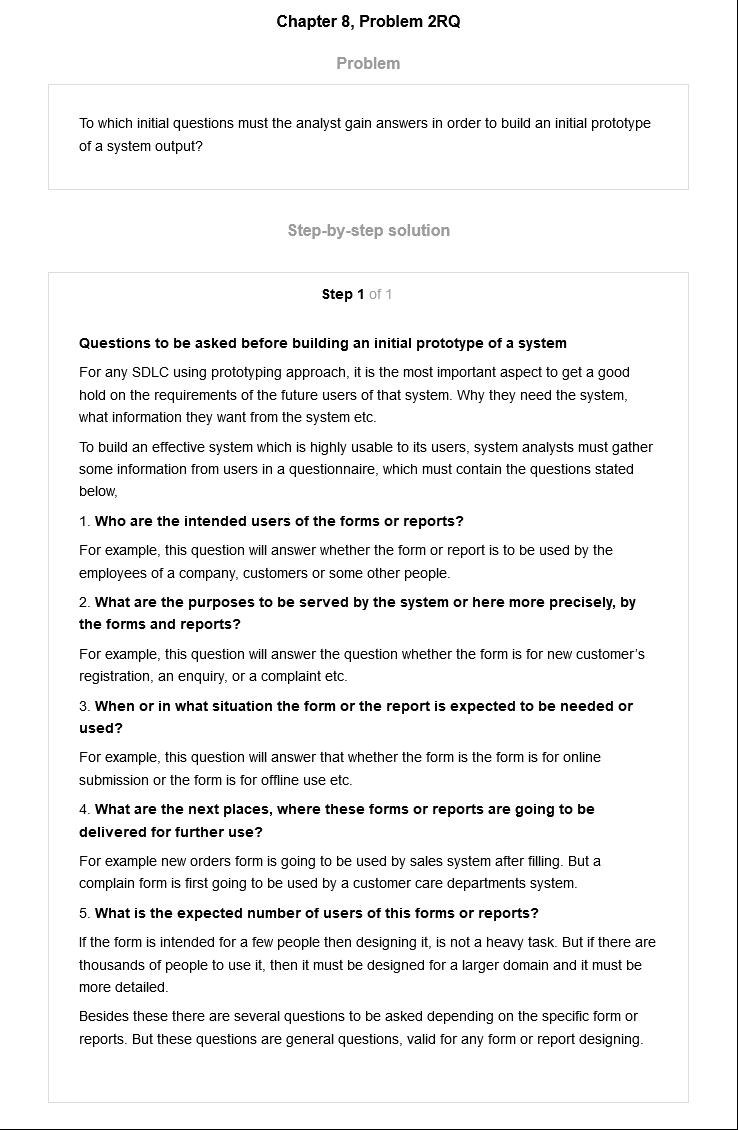 Chapter 8, Problem 2RQ
Problem
To which initial questions must the analyst gain answers in order to build an initial prototype
of a system output?
Step-by-step solution
Step 1 of 1
Questions to be asked before building an initial prototype of a system
For any SDLC using prototyping approach, it is the most important aspect to get a good
hold on the requirements of the future users of that system. Why they need the system,
what information they want from the system etc.
To build an effective system which is highly usable to its users, system analysts must gather
some information from users in a questionnaire, which must contain the questions stated
below,
1. Who are the intended users of the forms or reports?
For example, this question will answer whether the form or report is to be used by the
employees of a company, customers or some other people.
2. What are the purposes to be served by the system or here more precisely, by
the forms and reports?
For example, this question will answer the question whether the form is for new customer's
registration, an enquiry, or a complaint etc.
3. When or in what situation the form or the report is expected to be needed or
used?
For example, this question will answer that whether the form is the form is for online
submission or the form is for offline use etc.
4. What are the next places, where these forms or reports are going to be
delivered for further use?
For example new orders form is going to be used by sales system after filling. But a
complain form is first going to be used by a customer care departments system.
5. What is the expected number of users of this forms or reports?
If the form is intended for a few people then designing it, is not a heavy task. But if there are
thousands of people to use it, then it must be designed for a larger domain and it must be
more detailed.
Besides these there are several questions to be asked depending on the specific form or
reports. But these questions are general questions, valid for any form or report designing.